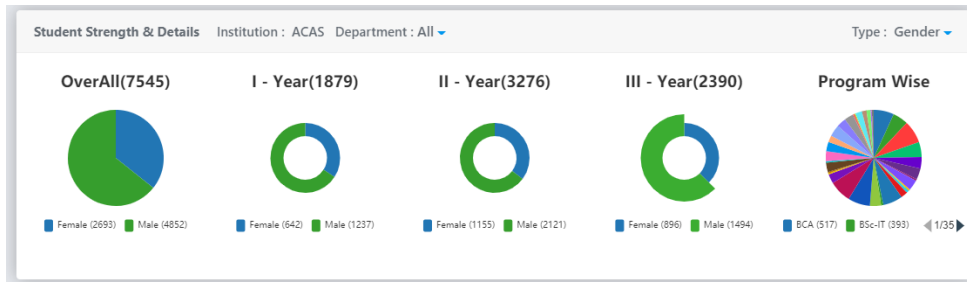 Student Strength & Details Institution : ACAS Department : All Type : Gender
OverAll(7545) I - Year(1879) II - Year(3276) III - Year(2390) Program Wise
Female (2693) Male (4852) Female (642) Male (1237) Female (1155) Male (2121) Female (896) Male (1494) BCA (517) BSc-IT (393) 1/35